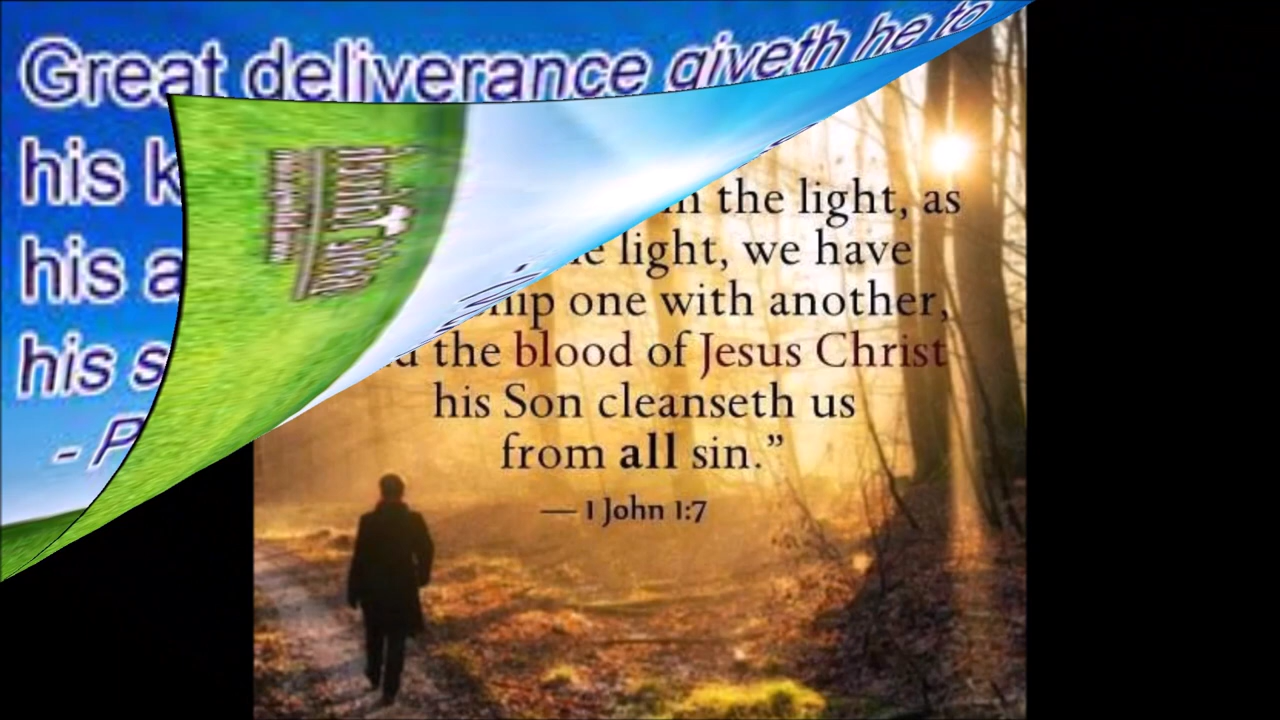 Great deliverance giveth he to
his k
his a
his s
- P
in the light, as
light, we have
one with another,
the blood of Jesus Christ
his Son cleanseth us
from all sin.”
— 1 John 1:7